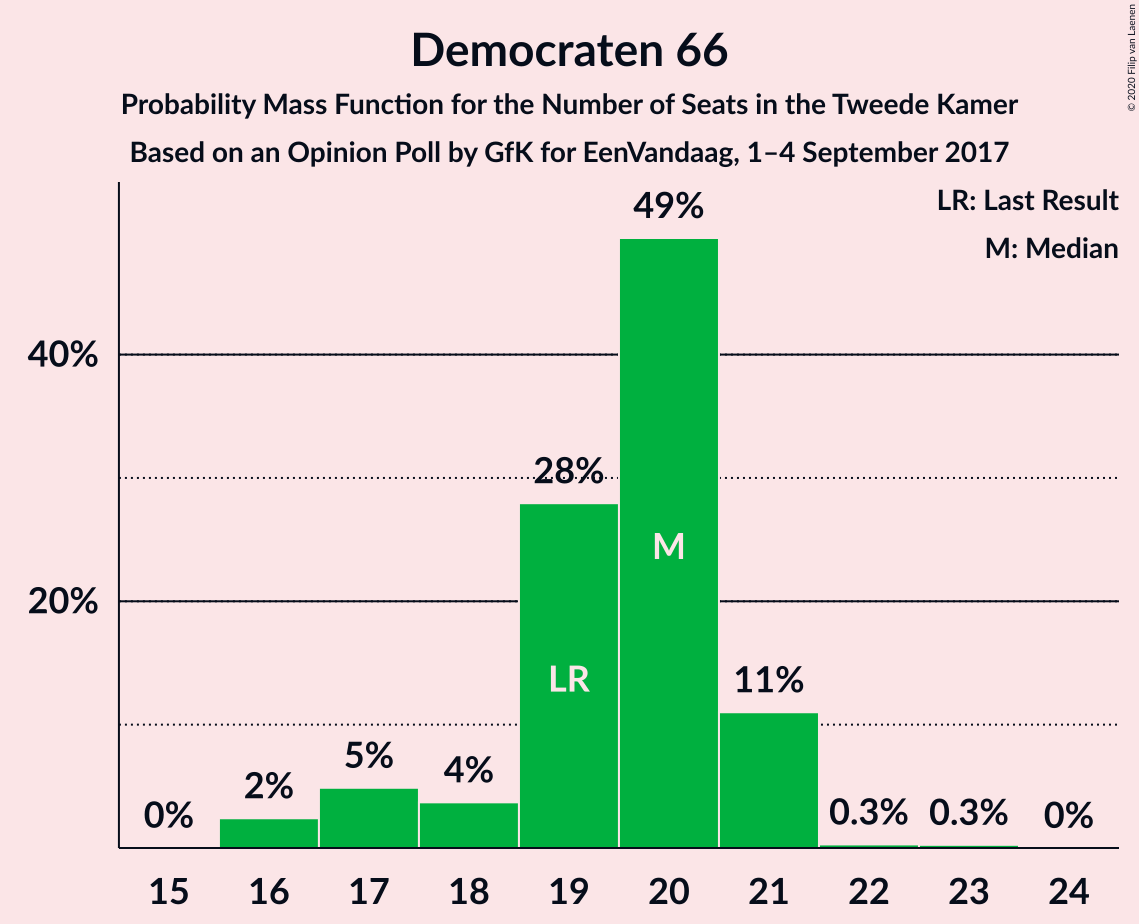 Democraten 66
Probability Mass Function for the Number of Seats in the Tweede Kamer
Based on an Opinion Poll by GfK for EenVandaag, 1–4 September 2017
© 2020 Filip van Laenen
LR: Last Result
M: Median
40%
20%
0%
2%
5%
4%
28%
49%
11%
0.3%
0.3%
0%
LR
M
15 16 17 18 19 20 21 22 23 24